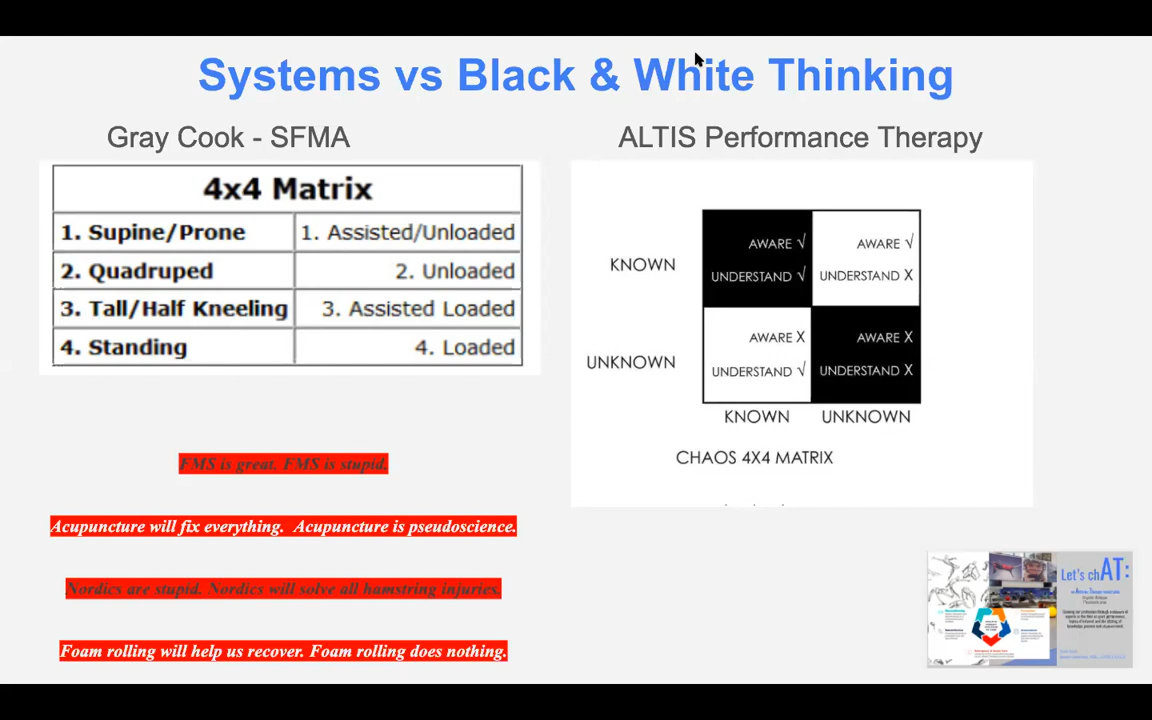 Systems vs Black & White Thinking
Gray Cook - SFMA
4x4 Matrix
1. Supine/Prone 1. Assisted/Unloaded
2. Quadruped 2. Unloaded
3. Tall/Half Kneeling 3. Assisted Loaded
4. Standing 4. Loaded
FMS is great. FMS is stupid.
Acupuncture will fix everything. Acupuncture is pseudoscience.
Nordics are stupid. Nordics will solve all hamstring injuries.
Foam rolling will help us recover. Foam rolling does nothing.
ALTIS Performance Therapy
KNOWN
AWARE √ AWARE √
UNDERSTAND √ UNDERSTAND X
UNKNOWN
AWARE X AWARE X
UNDERSTAND √ UNDERSTAND X
KNOWN UNKNOWN
CHAOS 4X4 MATRIX
Let's chAT: